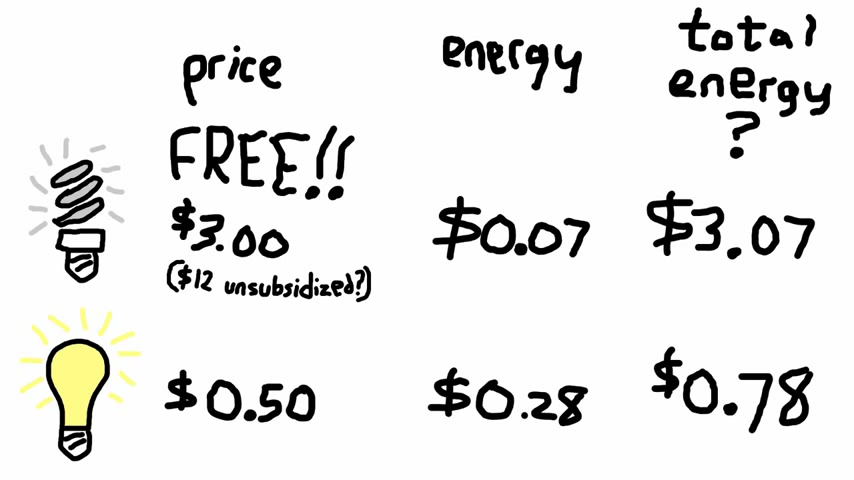 price
energy
total
energy
?
FREE!!
$3.00
($12 unsubsidized?)
$0.07
$3.07
$0.50
$0.28
$0.78